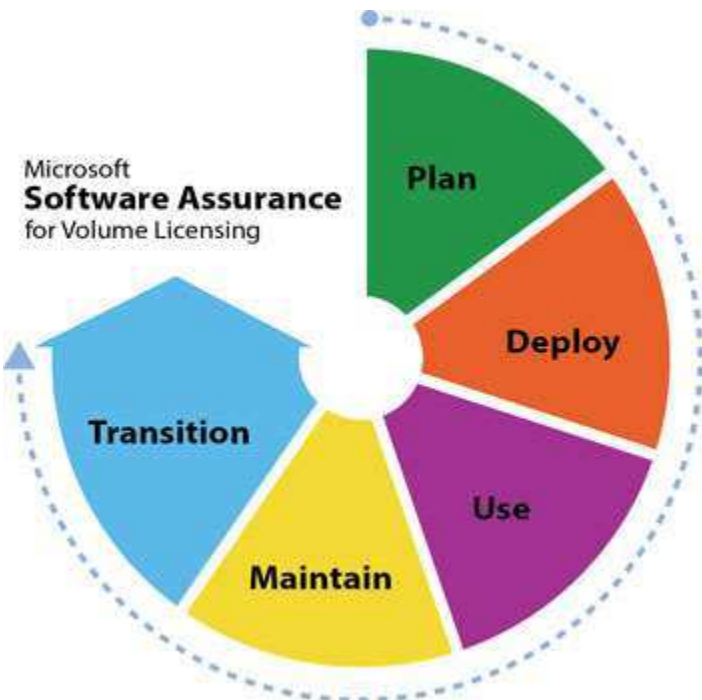 Microsoft
Software Assurance
for Volume Licensing
Plan
Deploy
Use
Maintain
Transition